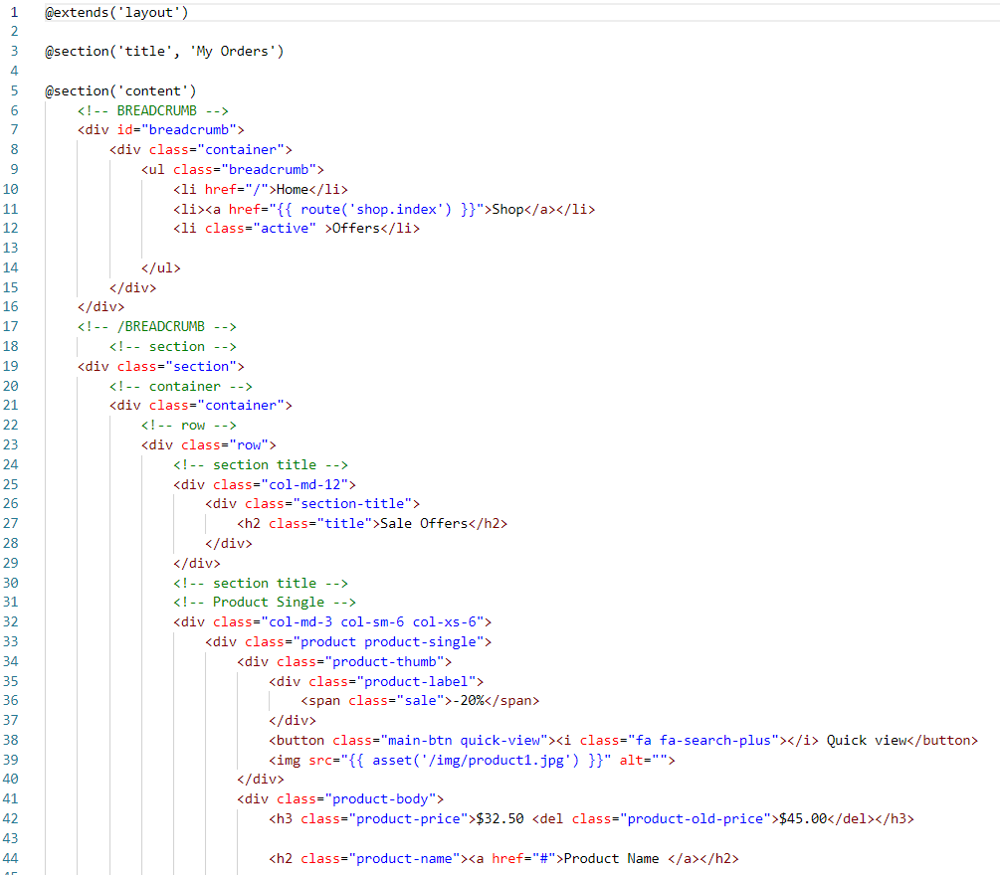 1 @extends('layout')
2
3 @section('title', 'My Orders')
4
5 @section('content')
6 <!-- BREADCRUMB -->
7 <div id="breadcrumb">
8 <div class="container">
9 <ul class="breadcrumb">
10 <li href="/">Home</li>
11 <li><a href="{{ route('shop.index') }}">Shop</a></li>
12 <li class="active" >Offers</li>
13
14 </ul>
15 </div>
16 </div>
17 <!-- /BREADCRUMB -->
18 <!-- section -->
19 <div class="section">
20 <!-- container -->
21 <div class="container">
22 <!-- row -->
23 <div class="row">
24 <!-- section title -->
25 <div class="col-md-12">
26 <div class="section-title">
27 <h2 class="title">Sale Offers</h2>
28 </div>
29 </div>
30 <!-- section title -->
31 <!-- Product Single -->
32 <div class="col-md-3 col-sm-6 col-xs-6">
33 <div class="product product-single">
34 <div class="product-thumb">
35 <div class="product-label">
36 <span class="sale">-20%</span>
37 </div>
38 <button class="main-btn quick-view"><i class="fa fa-search-plus"></i> Quick view</button>
39 <img src="{{ asset('/img/product1.jpg') }}" alt="">
40 </div>
41 <div class="product-body">
42 <h3 class="product-price">$32.50 <del class="product-old-price">$45.00</del></h3>
43
44 <h2 class="product-name"><a href="#">Product Name </a></h2>